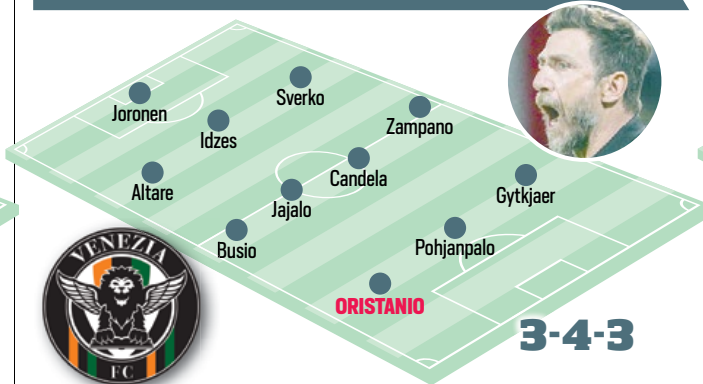 Joronen
Sverko
Idzes
Zampano
Altare
Candela
Jajalo
Gytkjaer
Busio
Pohjanpalo
ORISTANIO
VENEZIA
FC
3-4-3